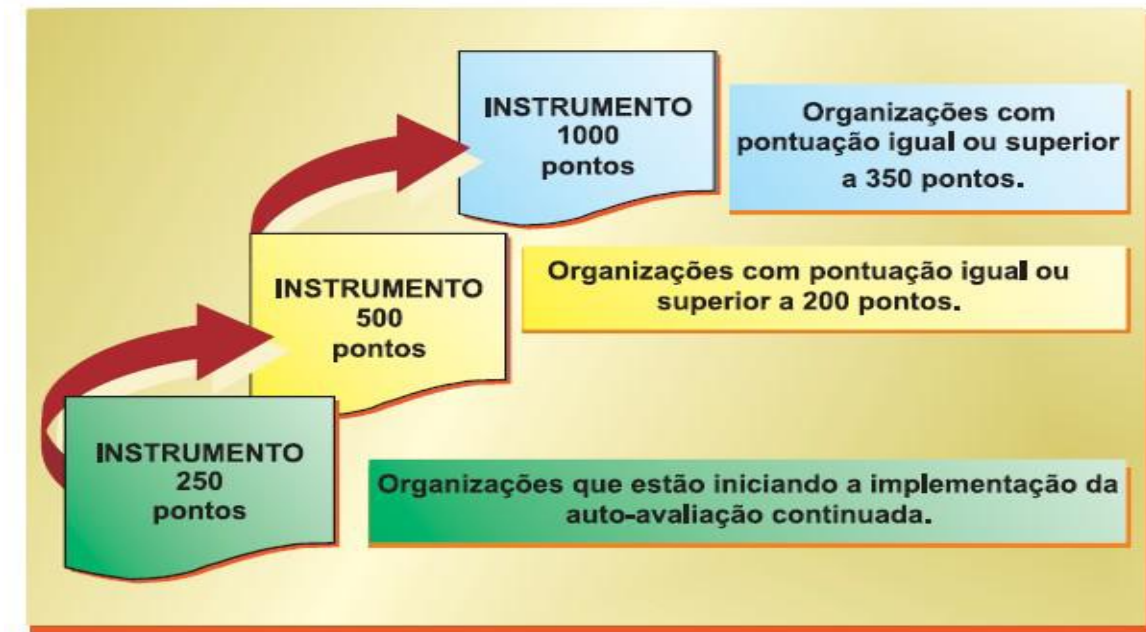 INSTRUMENTO
1000
pontos
Organizações com
pontuação igual ou superior
a 350 pontos.
INSTRUMENTO
500
pontos
Organizações com pontuação igual ou
superior a 200 pontos.
INSTRUMENTO
250
pontos
Organizações que estão iniciando a implementação da
auto-avaliação continuada.